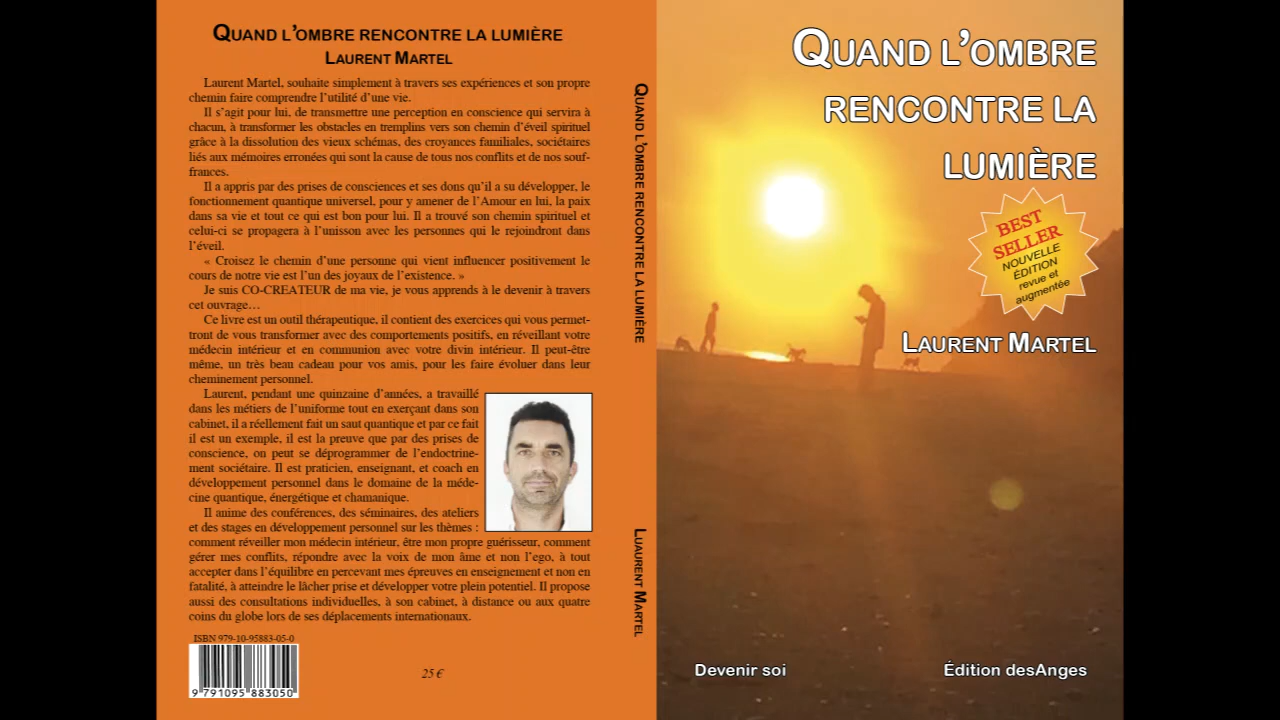 QUAND L’OMBRE RENCONTRE LA LUMIÈRE
LAURENT MARTEL
Laurent Martel, souhaite simplement à travers ses expériences et son propre
chemin faire comprendre l’utilité d’une vie.
Il s’agit pour lui, de transmettre une perception en conscience qui servira à
chacun, à transformer les obstacles en tremplins vers son chemin d’éveil spirituel
grâce à la dissolution des vieux schémas, des croyances familiales, sociétaires
liés aux mémoires erronées qui sont la cause de tous nos conflits et de nos souf-
frances.
Il a appris par des prises de consciences et ses dons qu’il a su développer, le
fonctionnement quantique universel, pour y amener de l’Amour en lui, la paix
dans sa vie et tout ce qui est bon pour lui. Il a trouvé son chemin spirituel et
celui-ci se propagera à l’unisson avec les personnes qui le rejoindront dans
l’éveil.
« Croisez le chemin d’une personne qui vient influencer positivement le
cours de notre vie est l’un des joyaux de l’existence. »
Je suis CO-CREATEUR de ma vie, je vous apprends à le devenir à travers
cet ouvrage…
Ce livre est un outil thérapeutique, il contient des exercices qui vous permet-
tront de vous transformer avec des comportements positifs, en réveillant votre
médecin intérieur et en communion avec votre divin intérieur. Il peut-être
même, un très beau cadeau pour vos amis, pour les faire évoluer dans leur
cheminement personnel.
Laurent, pendant une quinzaine d’années, a travaillé
dans les métiers de l’uniforme tout en exerçant dans son
cabinet, il a réellement fait un saut quantique et par ce fait
il est un exemple, il est la preuve que par des prises de
conscience, on peut se déprogrammer de l’endoctrine-
ment sociétaire. Il est praticien, enseignant, et coach en
développement personnel dans le domaine de la méde-
cine quantique, énergétique et chamanique.
Il anime des conférences, des séminaires, des ateliers
et des stages en développement personnel sur les thèmes :
comment réveiller mon médecin intérieur, être mon propre guérisseur, comment
gérer mes conflits, répondre avec la voix de mon âme et non l’ego, à tout
accepter dans l’équilibre en percevant mes épreuves en enseignement et non en
fatalité, à atteindre le lâcher prise et développer votre plein potentiel. Il propose
aussi des consultations individuelles, à son cabinet, à distance ou aux quatre
coins du globe lors de ses déplacements internationaux.
ISBN 979-10-95883-05-0
9 791095 883050
25 €
QUAND L’OMBRE RENCONTRE LA LUMIÈRE
LUAURENT MARTEL
QUAND L’OMBRE
RENCONTRE LA
LUMIÈRE
BEST
SELLER
NOUVELLE
ÉDITION
revue et
augmentée
LAURENT MARTEL
Devenir soi
Édition desAnges